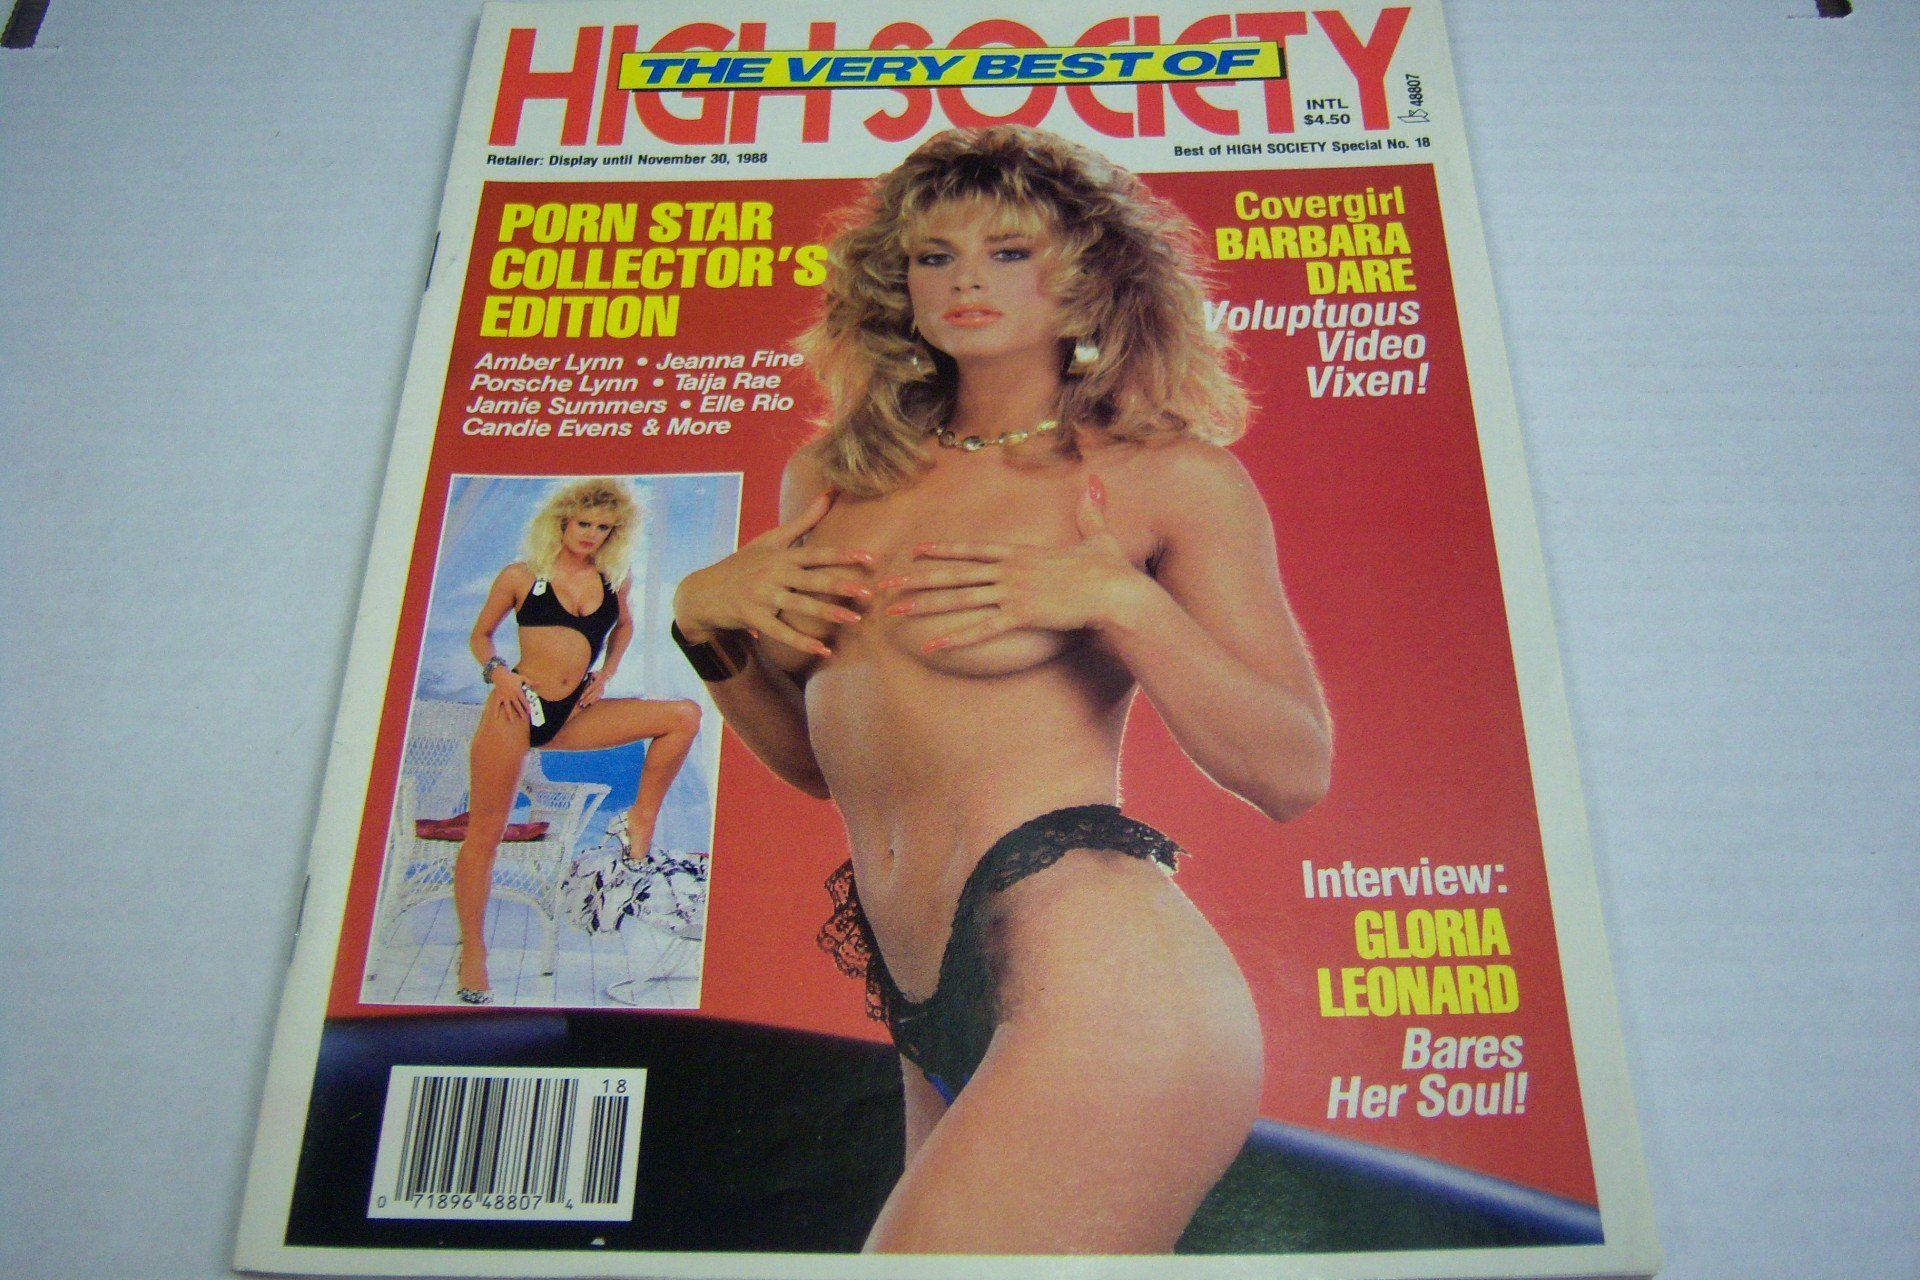 HIGH SOCIETY
THE VERY BEST OF
INTL
$4.50
48807
Retailer: Display until November 30, 1988
Best of HIGH SOCIETY Special No. 18
PORN STAR
COLLECTOR'S
EDITION
Amber Lynn • Jeanna Fine
Porsche Lynn • Taija Rae
Jamie Summers • Elle Rio
Candie Evens & More
Covergirl
BARBARA
DARE
Voluptuous
Video
Vixen!
Interview:
GLORIA
LEONARD
Bares
Her Soul!
18
0 71896 48807 4